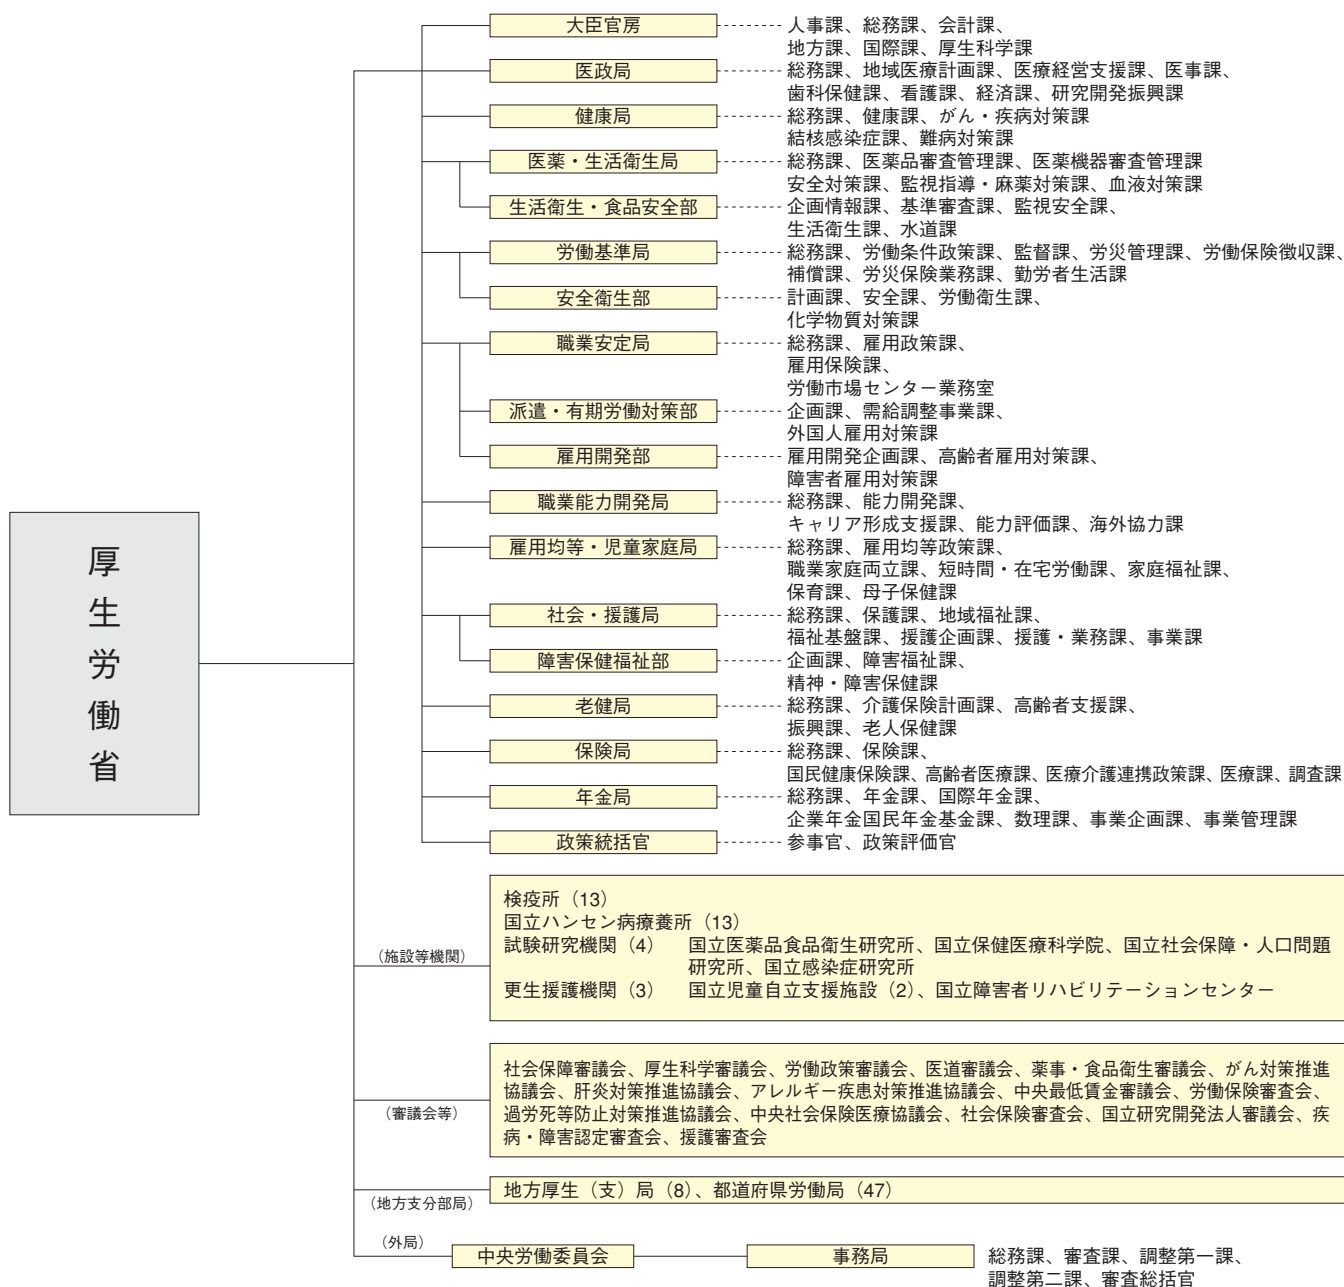 厚生労働省
大臣官房
人事課、総務課、会計課、
地方課、国際課、厚生科学課
医政局
総務課、地域医療計画課、医療経営支援課、医事課、
歯科保健課、看護課、経済課、研究開発振興課
健康局
総務課、健康課、がん・疾病対策課
結核感染症課、難病対策課
医薬・生活衛生局
総務課、医薬品審査管理課、医薬機器審査管理課
安全対策課、監視指導・麻薬対策課、血液対策課
生活衛生・食品安全部
企画情報課、基準審査課、監視安全課、
生活衛生課、水道課
労働基準局
総務課、労働条件政策課、監督課、労災管理課、労働保険徴収課、
補償課、労災保険業務課、勤労者生活課
安全衛生部
計画課、安全課、労働衛生課、
化学物質対策課
職業安定局
総務課、雇用政策課、
雇用保険課、
労働市場センター業務室
派遣・有期労働対策部
企画課、需給調整事業課、
外国人雇用対策課
雇用開発部
雇用開発企画課、高齢者雇用対策課、
障害者雇用対策課
職業能力開発局
総務課、能力開発課、
キャリア形成支援課、能力評価課、海外協力課
雇用均等・児童家庭局
総務課、雇用均等政策課、
職業家庭両立課、短時間・在宅労働課、家庭福祉課、
保育課、母子保健課
社会・援護局
総務課、保護課、地域福祉課、
福祉基盤課、援護企画課、援護・業務課、事業課
障害保健福祉部
企画課、障害福祉課、
精神・障害保健課
老健局
総務課、介護保険計画課、高齢者支援課、
振興課、老人保健課
保険局
総務課、保険課、
国民健康保険課、高齢者医療課、医療介護連携政策課、医療課、調査課
年金局
総務課、年金課、国際年金課、
企業年金国民年金基金課、数理課、事業企画課、事業管理課
政策統括官
参事官、政策評価官
(施設等機関)
検疫所(13)
国立ハンセン病療養所(13)
試験研究機関(4) 国立医薬品食品衛生研究所、国立保健医療科学院、国立社会保障・人口問題
研究所、国立感染症研究所
更生援護機関(3) 国立児童自立支援施設(2)、国立障害者リハビリテーションセンター
(審議会等)
社会保障審議会、厚生科学審議会、労働政策審議会、医道審議会、薬事・食品衛生審議会、がん対策推進
協議会、肝炎対策推進協議会、アレルギー疾患対策推進協議会、中央最低賃金審議会、労働保険審査会、
過労死等防止対策推進協議会、中央社会保険医療協議会、社会保険審査会、国立研究開発法人審議会、疾
病・障害認定審査会、援護審査会
(地方支分部局)
地方厚生(支)局(8)、都道府県労働局(47)
(外局)
中央労働委員会
事務局
総務課、審査課、調整第一課、
調整第二課、審査総括官